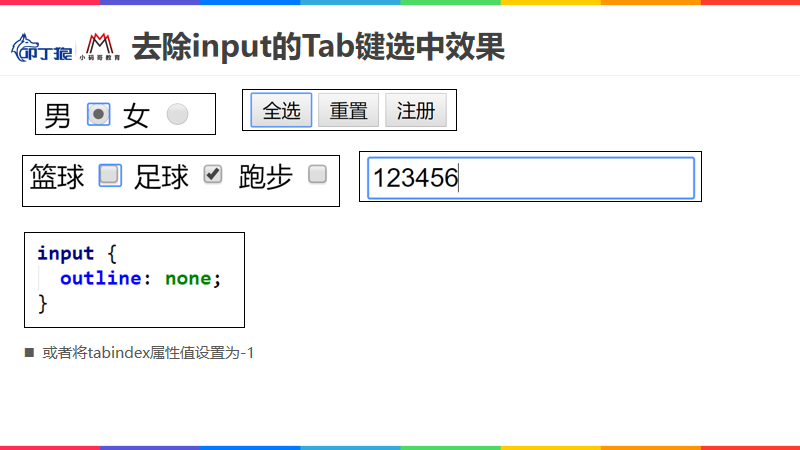 叩丁狼
小码哥教育
去除input的Tab键选中效果
男 女
全选 重置 注册
篮球 足球 跑步
123456
input {
outline: none;
}
■ 或者将tabindex属性值设置为-1